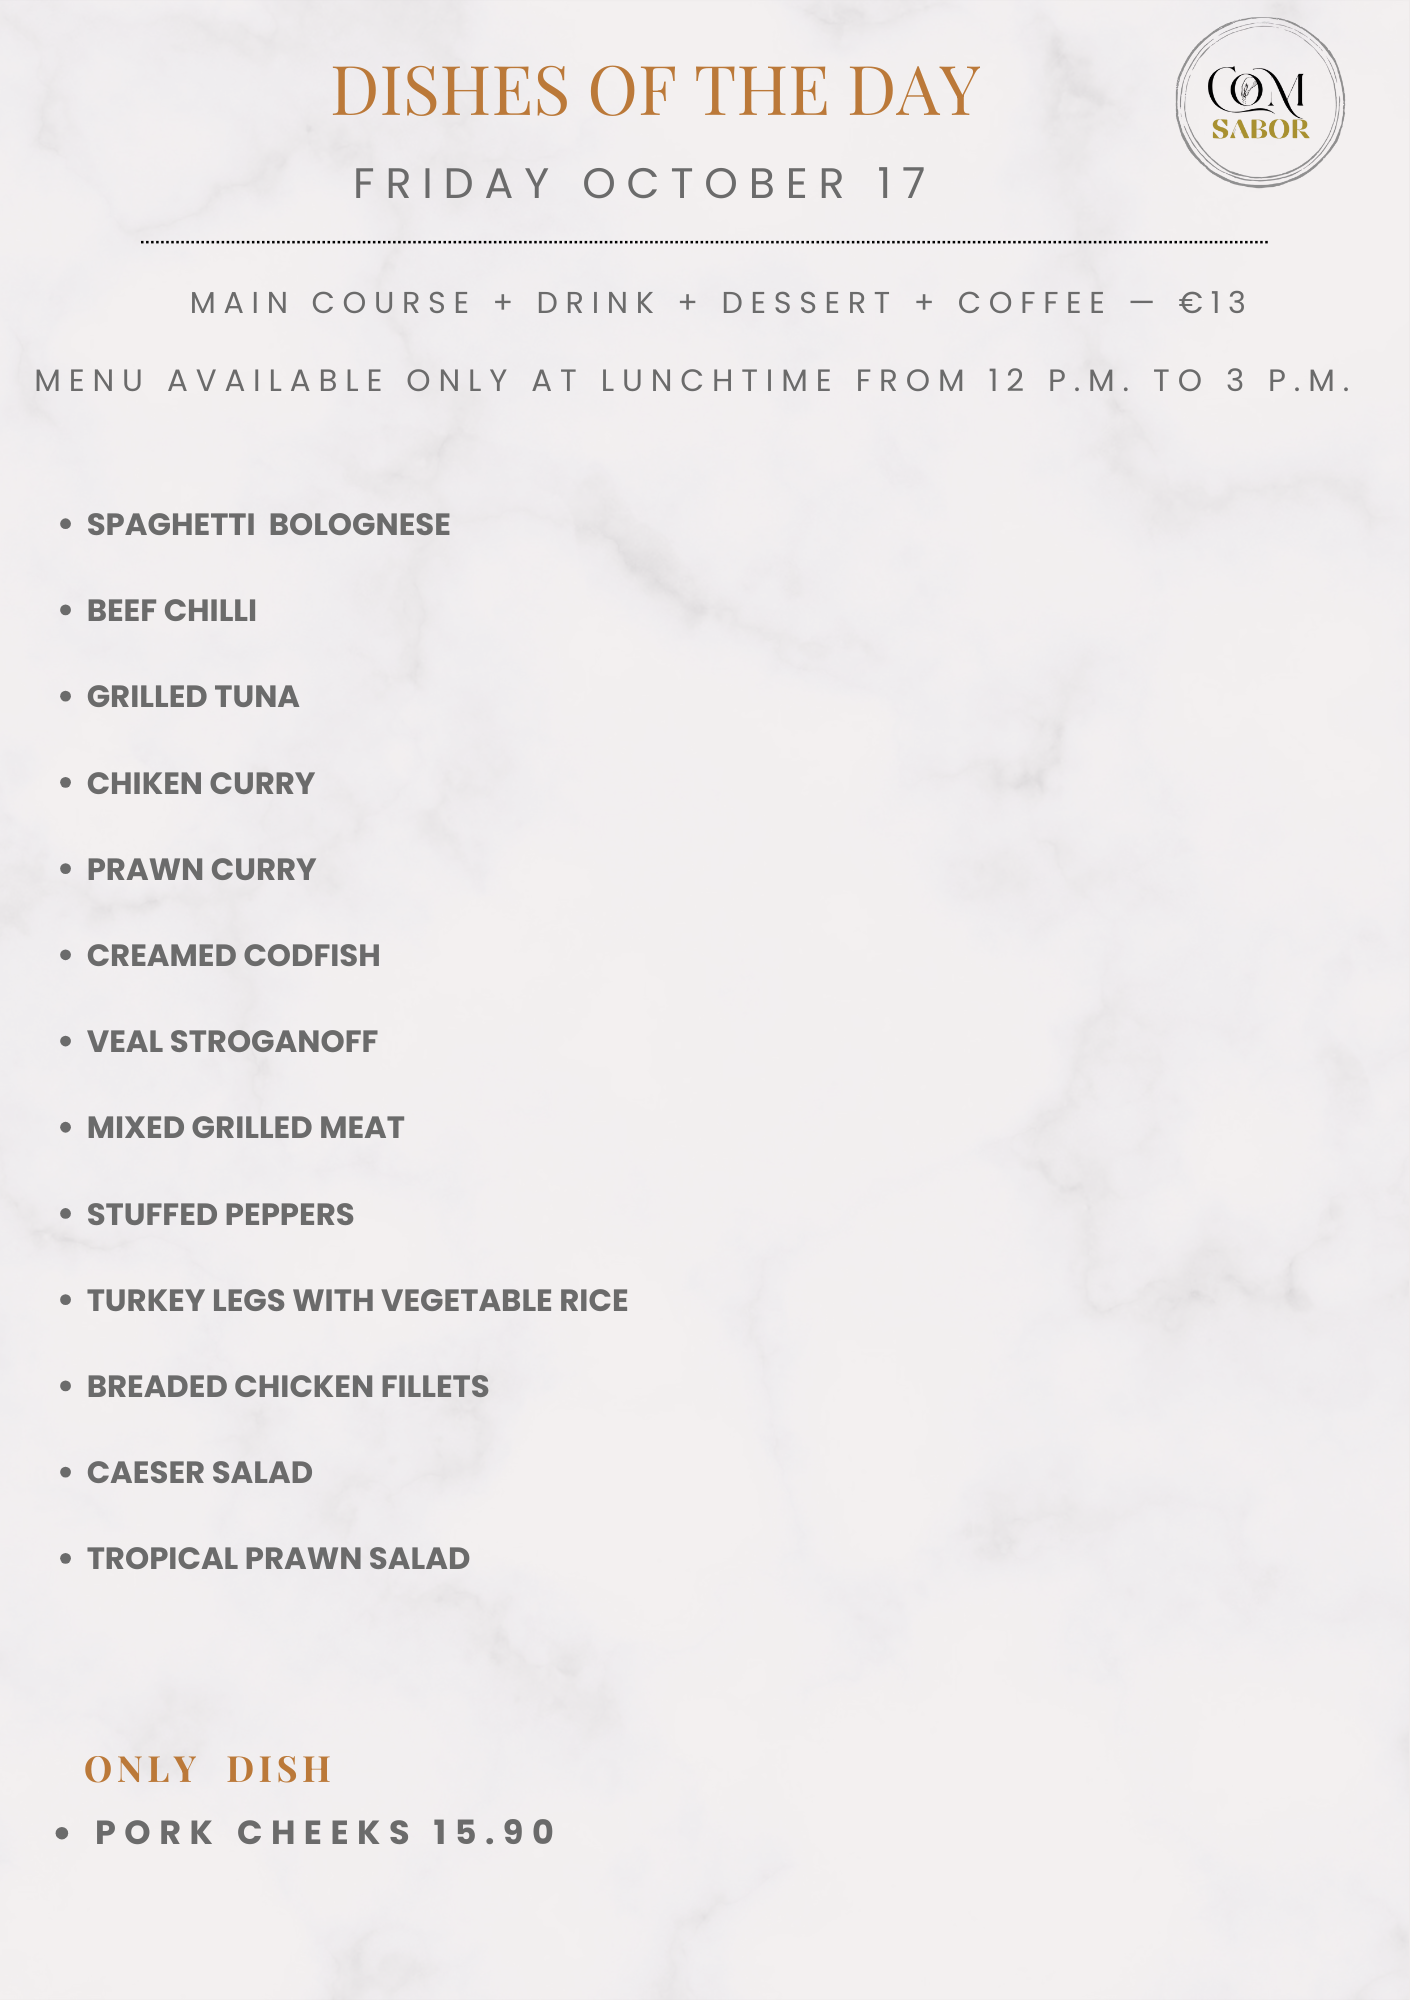 DISHES OF THE DAY
COM
SABOR
FRIDAY OCTOBER 17
MAIN COURSE + DRINK + DESSERT + COFFEE — €13
MENU AVAILABLE ONLY AT LUNCHTIME FROM 12 P.M. TO 3 P.M.
• SPAGHETTI BOLOGNESE
• BEEF CHILLI
• GRILLED TUNA
• CHIKEN CURRY
• PRAWN CURRY
• CREAMED CODFISH
• VEAL STROGANOFF
• MIXED GRILLED MEAT
• STUFFED PEPPERS
• TURKEY LEGS WITH VEGETABLE RICE
• BREADED CHICKEN FILLETS
• CAESER SALAD
• TROPICAL PRAWN SALAD
ONLY DISH
• PORK CHEEKS 15.90